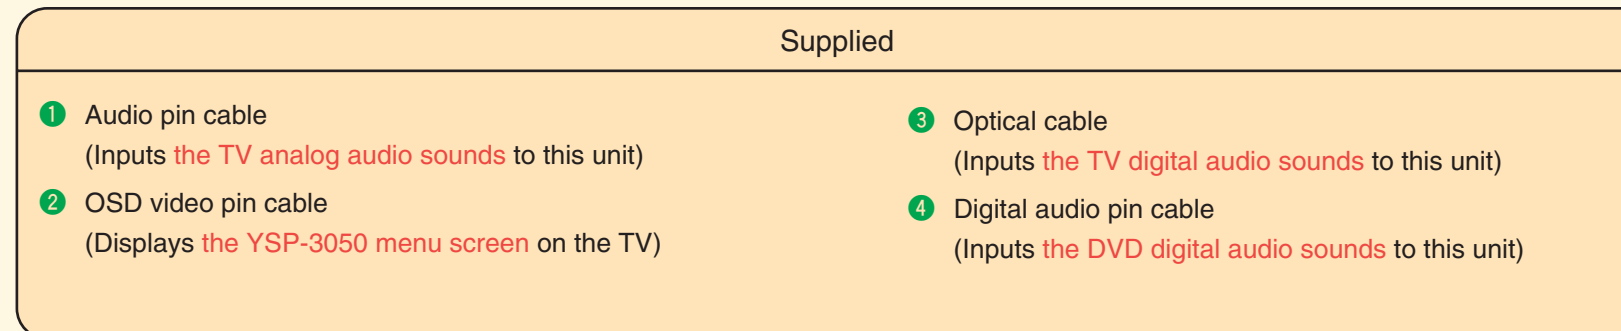 Supplied
1 Audio pin cable
(Inputs the TV analog audio sounds to this unit)
2 OSD video pin cable
(Displays the YSP-3050 menu screen on the TV)
3 Optical cable
(Inputs the TV digital audio sounds to this unit)
4 Digital audio pin cable
(Inputs the DVD digital audio sounds to this unit)